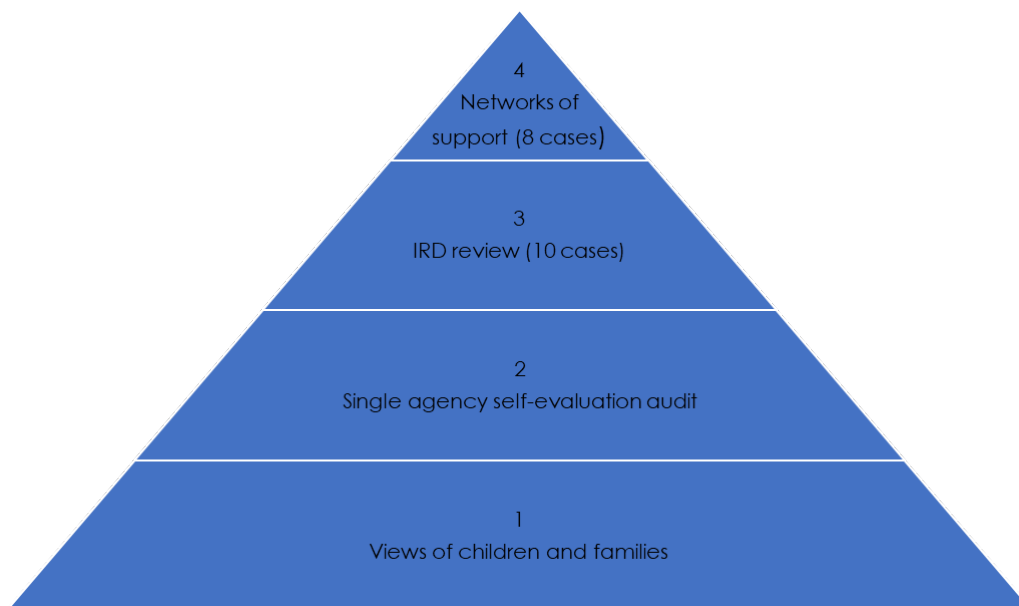 4
Networks of
support (8 cases)
3
IRD review (10 cases)
2
Single agency self-evaluation audit
1
Views of children and families